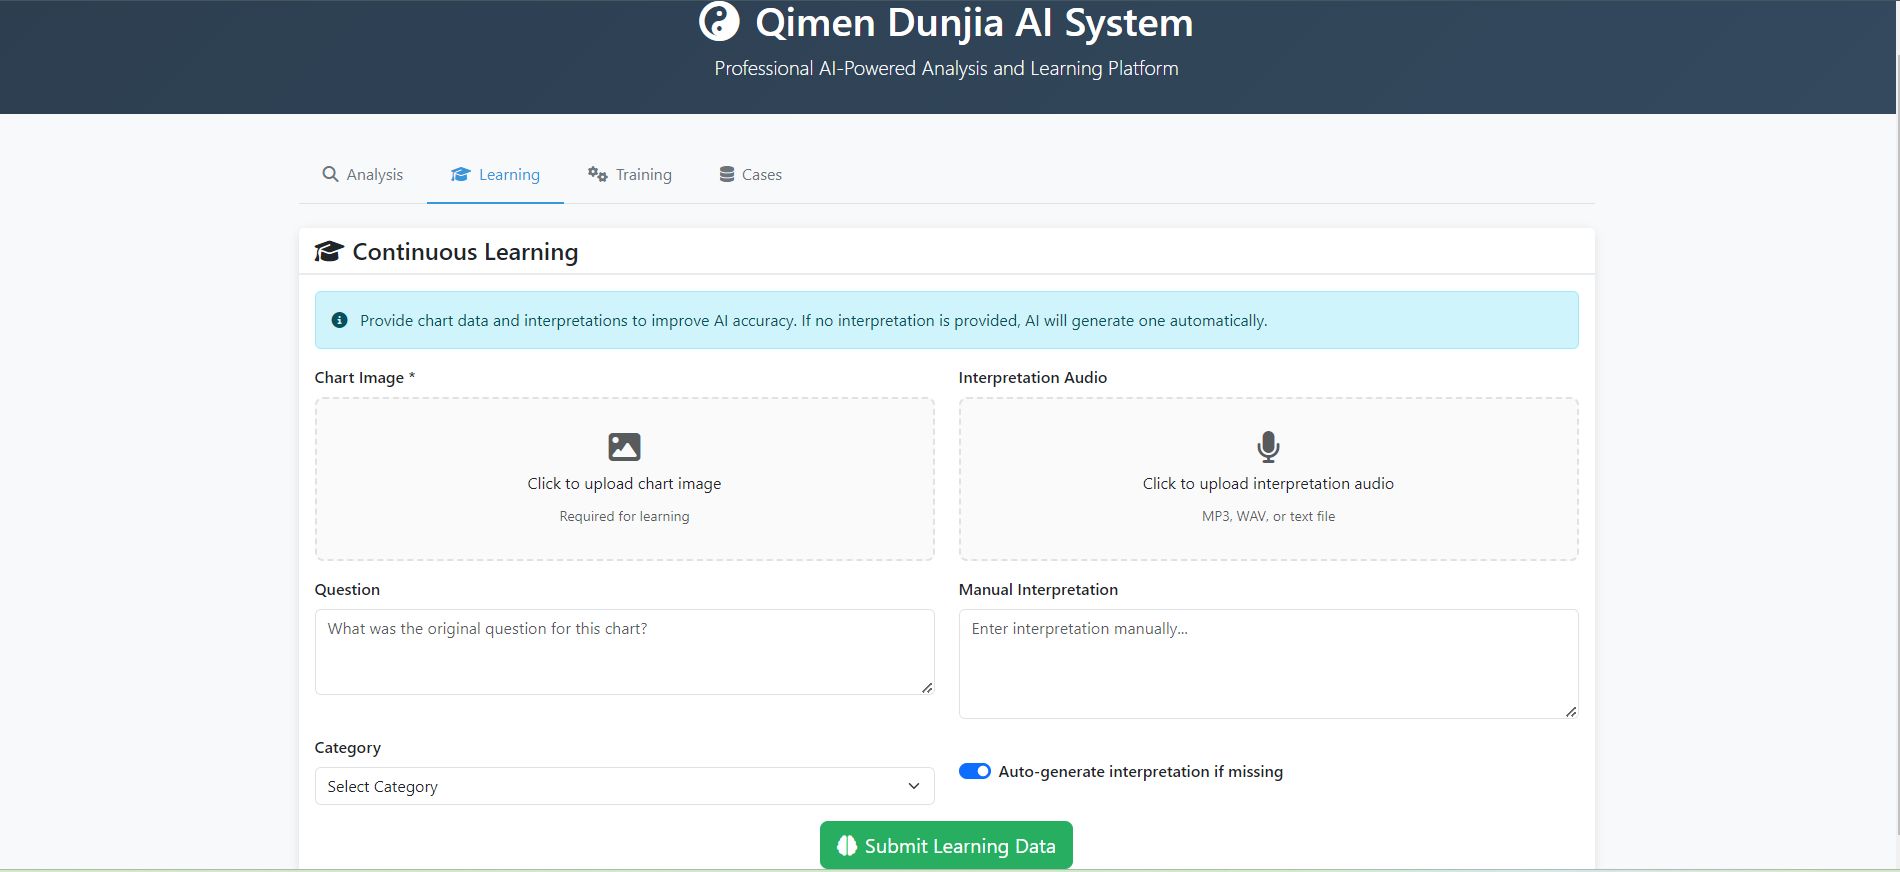 Qimen Dunjia AI System
Professional AI-Powered Analysis and Learning Platform
Analysis
Learning
Training
Cases
Continuous Learning
Provide chart data and interpretations to improve AI accuracy. If no interpretation is provided, AI will generate one automatically.
Chart Image *
Click to upload chart image
Required for learning
Interpretation Audio
Click to upload interpretation audio
MP3, WAV, or text file
Question
What was the original question for this chart?
Manual Interpretation
Enter interpretation manually...
Category
Select Category
Auto-generate interpretation if missing
Submit Learning Data